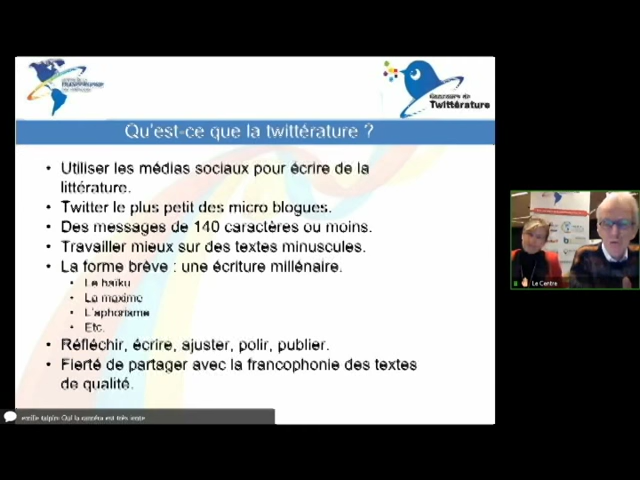 Concours de
Twittérature
Qu'est-ce que la twittérature ?
• Utiliser les médias sociaux pour écrire de la
littérature.
• Twitter le plus petit des micro blogues.
• Des messages de 140 caractères ou moins.
• Travailler mieux sur des textes minuscules.
• La forme brève : une écriture millénaire.
• Le haïku
• La maxime
• L'aphorisme
• Etc.
• Réfléchir, écrire, ajuster, polir, publier.
• Fierté de partager avec la francophonie des textes
de qualité.
Le Centre
emilie talpin: Oui la caméra est très lente